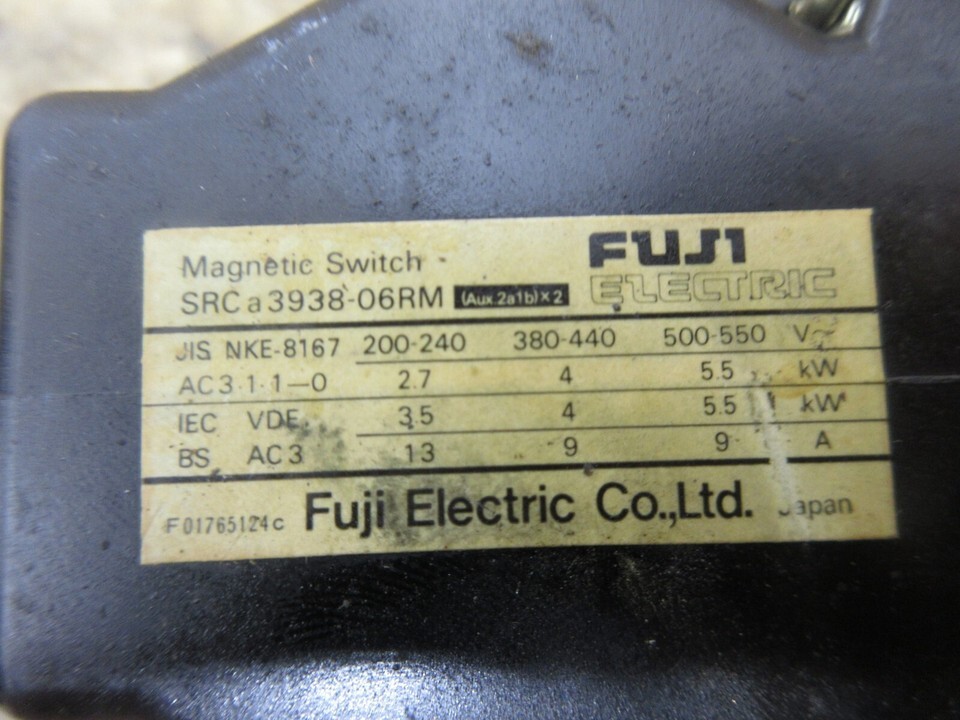 Magnetic Switch
FUJI
ELECTRIC
SRCa3938-06RM (Aux.2a1b)×2
JIS NKE-8167 200-240 380-440 500-550 V~
AC3·1·1-0 2.7 4 5.5 kW
IEC VDE 3.5 4 5.5 kW
BS AC3 13 9 9 A
F01765124c Fuji Electric Co.,Ltd. Japan